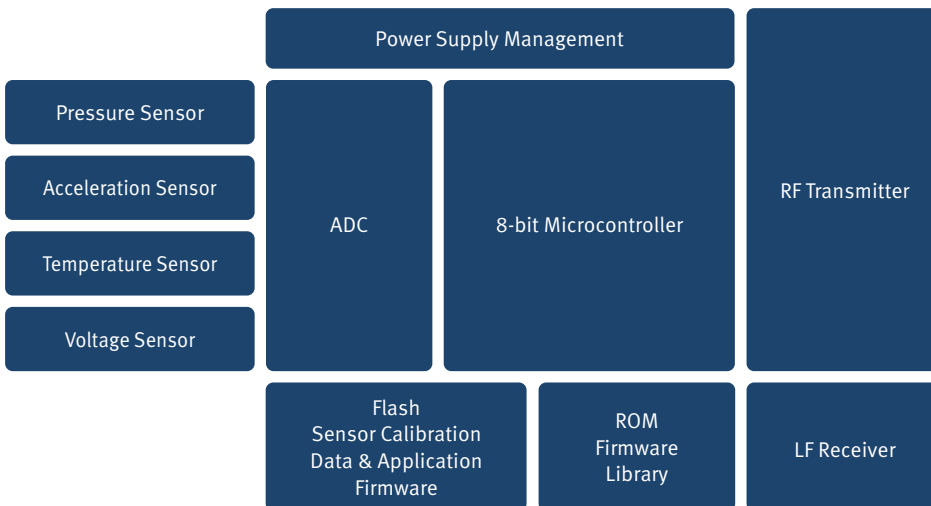 Power Supply Management
Pressure Sensor
Acceleration Sensor
Temperature Sensor
Voltage Sensor
ADC
8-bit Microcontroller
RF Transmitter
Flash
Sensor Calibration
Data & Application
Firmware
ROM
Firmware
Library
LF Receiver